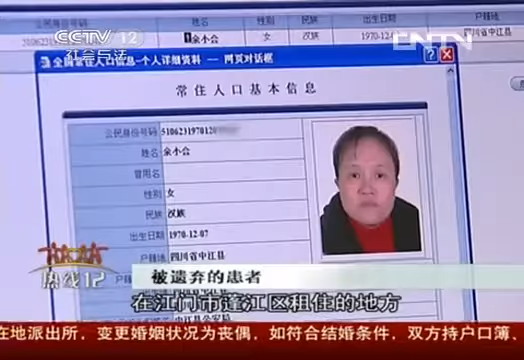 公民身份号码 姓名 性别 民族 出生日期 户籍地
1余小会 女 汉族 1970-12 四川省中江县
CCTV 12
社会与法
CNTV
全国常住人口信息-个人详细资料 -- 网页对话框
常住人口基本信息
公民身份号码 5106231970120
姓名 余小会
曾用名
性别 女
民族 汉族
出生日期 1970-12-07
四川省中江县
热线12
被遗弃的患者
在江门市蓬江区租住的地方
中江县公安局
在地派出所，变更婚姻状况为丧偶，如符合结婚条件，双方持户口簿、